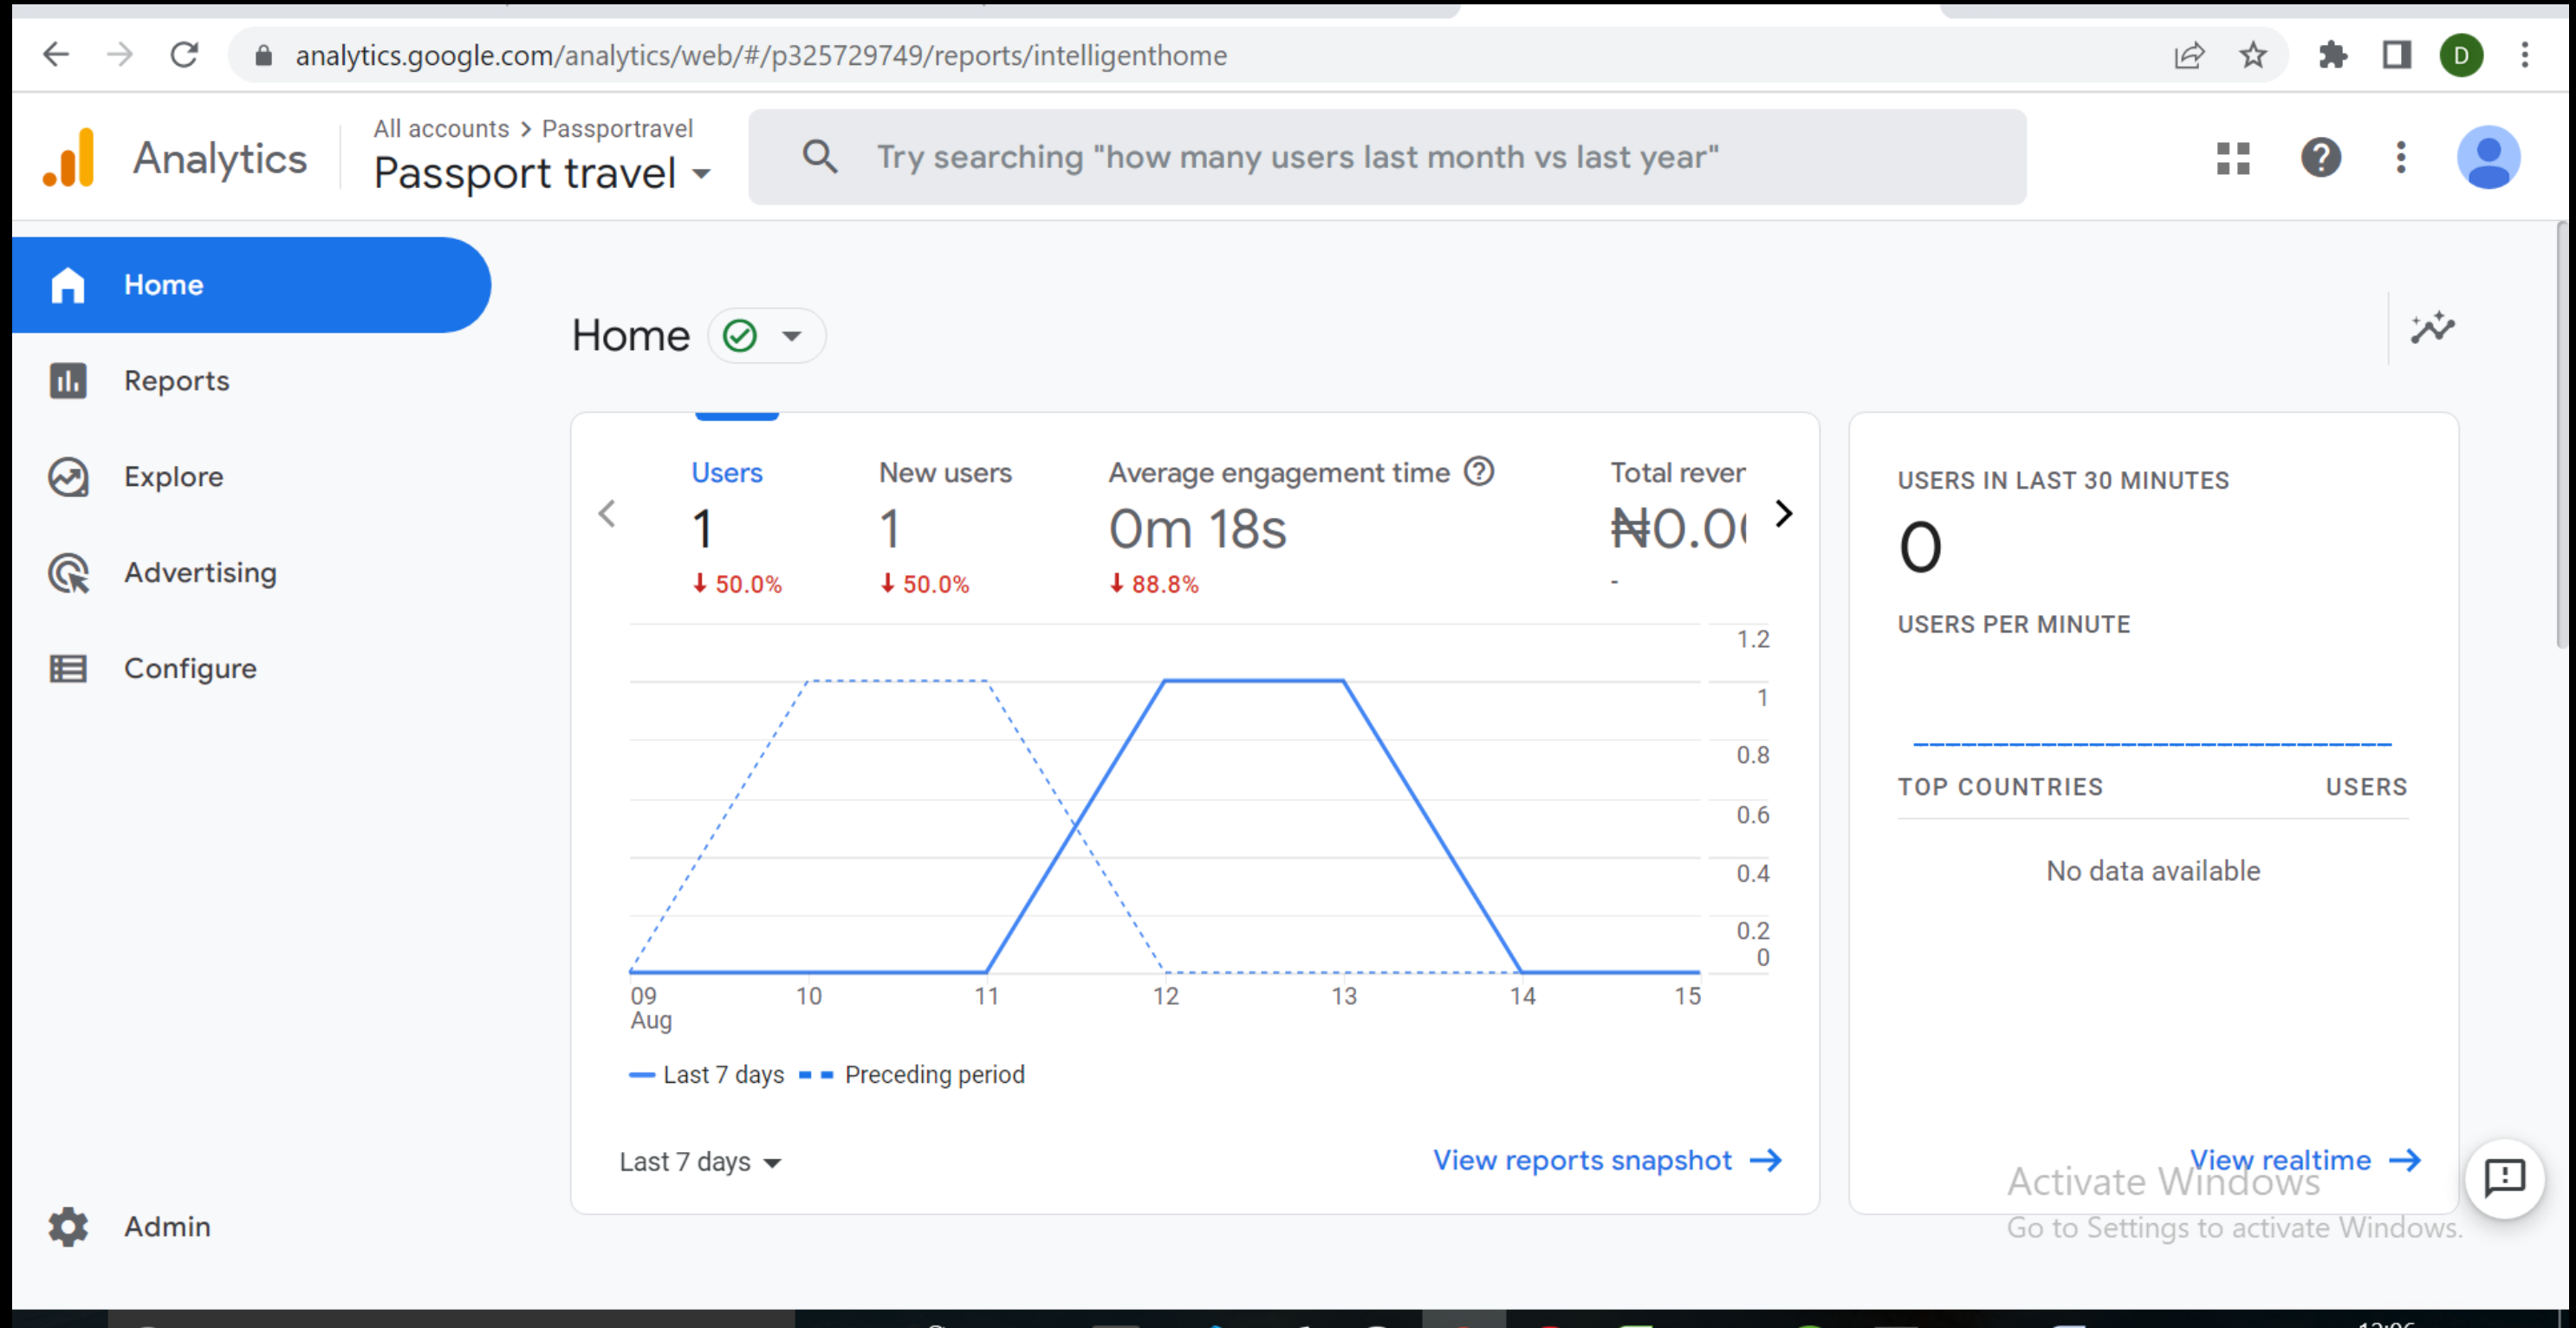 analytics.google.com/analytics/web/#/p325729749/reports/intelligenthome
D
Analytics
All accounts > Passportravel
Passport travel
Try searching "how many users last month vs last year"
Home
Reports
Explore
Advertising
Configure
Admin
Home
Users
1
50.0%
New users
1
50.0%
Average engagement time
0m 18s
88.8%
Total rever
₦0.0
-
1.2
1
0.8
0.6
0.4
0.2
0
09 10 11 12 13 14 15
Aug
Last 7 days Preceding period
Last 7 days
View reports snapshot
USERS IN LAST 30 MINUTES
0
USERS PER MINUTE
TOP COUNTRIES USERS
No data available
View realtime
Activate Windows
Go to Settings to activate Windows.